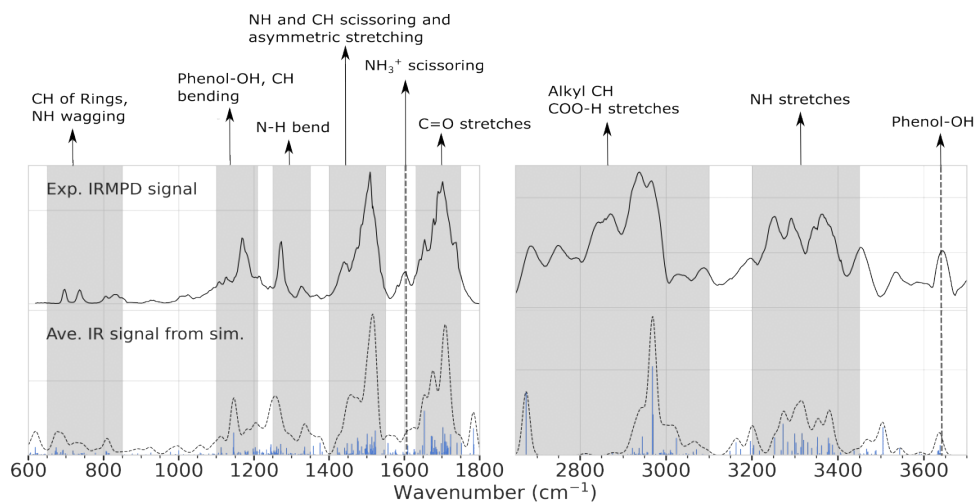 NH and CH scissoring and
asymmetric stretching
NH₃⁺ scissoring
Phenol-OH, CH
bending
CH of Rings,
NH wagging
N-H bend
C=O stretches
Alkyl CH
COO-H stretches
NH stretches
Phenol-OH
Exp. IRMPD signal
Ave. IR signal from sim.
600 800 1000 1200 1400 1600 1800 2800 3000 3200 3400 3600
Wavenumber (cm⁻¹)